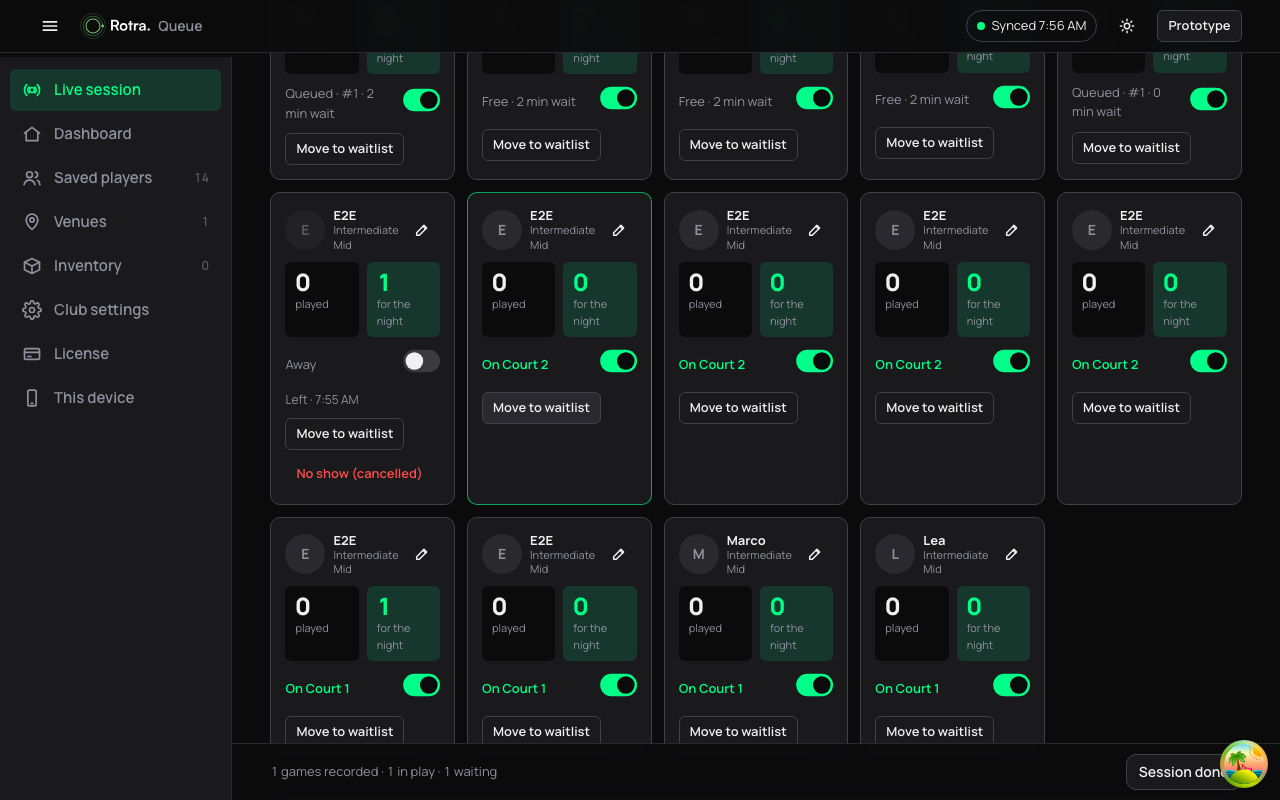 Rotra. Queue
Synced 7:56 AM
Prototype
Live session
Dashboard
Saved players 14
Venues 1
Inventory 0
Club settings
License
This device
night
night
night
night
night
Queued · #1 · 2
min wait
Free · 2 min wait
Free · 2 min wait
Free · 2 min wait
Queued · #1 · 0
min wait
Move to waitlist
Move to waitlist
Move to waitlist
Move to waitlist
Move to waitlist
E
E2E
Intermediate
Mid
0
played
1
for the
night
Away
Left · 7:55 AM
Move to waitlist
No show (cancelled)
E
E2E
Intermediate
Mid
0
played
0
for the
night
On Court 2
Move to waitlist
E
E2E
Intermediate
Mid
0
played
0
for the
night
On Court 2
Move to waitlist
E
E2E
Intermediate
Mid
0
played
0
for the
night
On Court 2
Move to waitlist
E
E2E
Intermediate
Mid
0
played
0
for the
night
On Court 2
Move to waitlist
E
E2E
Intermediate
Mid
0
played
1
for the
night
On Court 1
Move to waitlist
E
E2E
Intermediate
Mid
0
played
0
for the
night
On Court 1
Move to waitlist
M
Marco
Intermediate
Mid
0
played
0
for the
night
On Court 1
Move to waitlist
L
Lea
Intermediate
Mid
0
played
0
for the
night
On Court 1
Move to waitlist
1 games recorded · 1 in play · 1 waiting
Session done